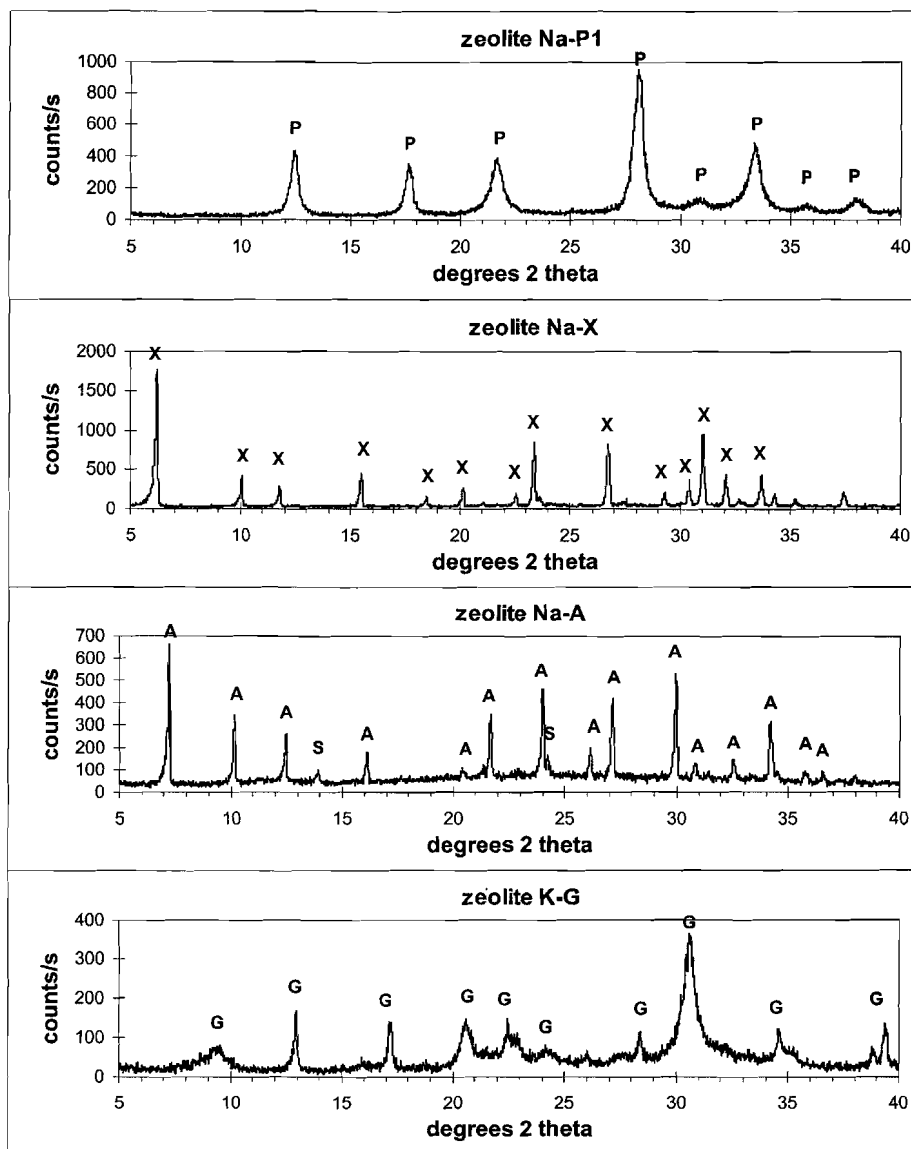 zeolite Na-P1
counts/s
1000
800
600
400
200
0
P P P P P P P P
5 10 15 20 25 30 35 40
degrees 2 theta
zeolite Na-X
counts/s
2000
1500
1000
500
0
X X X X X X X X X X X X X X
5 10 15 20 25 30 35 40
degrees 2 theta
zeolite Na-A
counts/s
700
600
500
400
300
200
100
0
A A A S A A A A S A A A A A A A A
5 10 15 20 25 30 35 40
degrees 2 theta
zeolite K-G
counts/s
400
300
200
100
0
G G G G G G G G G G
5 10 15 20 25 30 35 40
degrees 2 theta